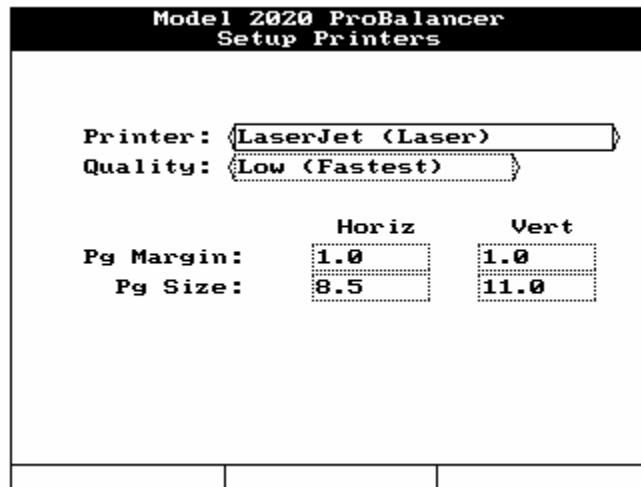 Model 2020 ProBalancer
Setup Printers
Printer: LaserJet (Laser)
Quality: Low (Fastest)
Horiz Vert
Pg Margin: 1.0 1.0
Pg Size: 8.5 11.0